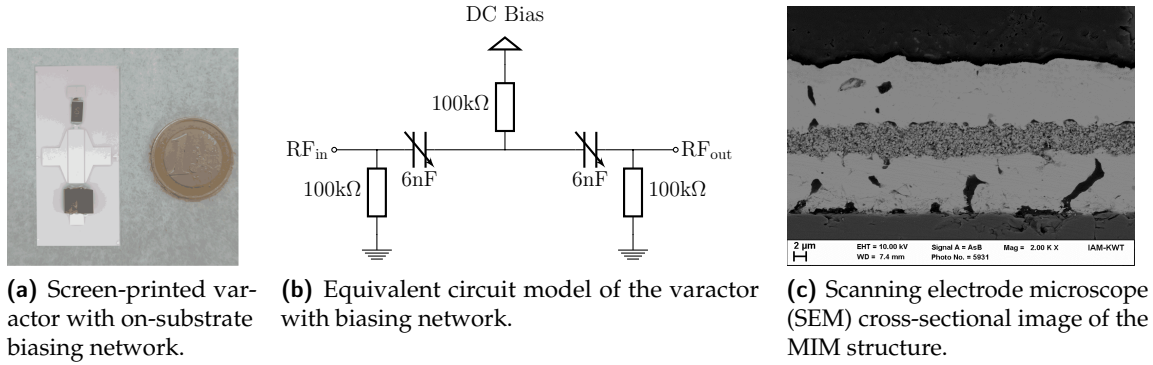 DC Bias
100kΩ
RFin
6nF
6nF
RFout
100kΩ
100kΩ
2 µm
EHT = 10.00 kV
WD = 7.4 mm
Signal A = AsB
Photo No. = 5931
Mag = 2.00 K X
IAM-KWT
(a) Screen-printed var-
actor with on-substrate
biasing network.
(b) Equivalent circuit model of the varactor
with biasing network.
(c) Scanning electrode microscope
(SEM) cross-sectional image of the
MIM structure.